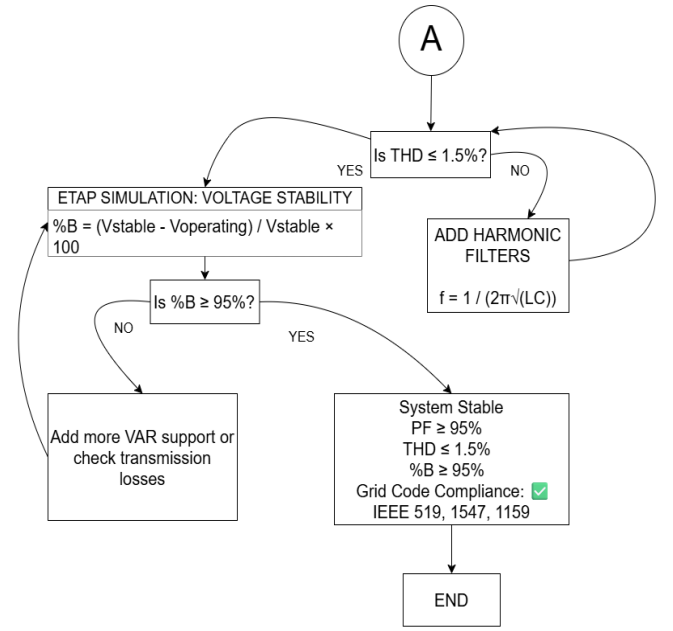 A
Is THD ≤ 1.5%?
YES
NO
ETAP SIMULATION: VOLTAGE STABILITY
%B = (Vstable - Voperating) / Vstable ×
100
ADD HARMONIC
FILTERS
f = 1 / (2π√(LC))
Is %B ≥ 95%?
NO
YES
Add more VAR support or
check transmission
losses
System Stable
PF ≥ 95%
THD ≤ 1.5%
%B ≥ 95%
Grid Code Compliance: ✅
IEEE 519, 1547, 1159
END